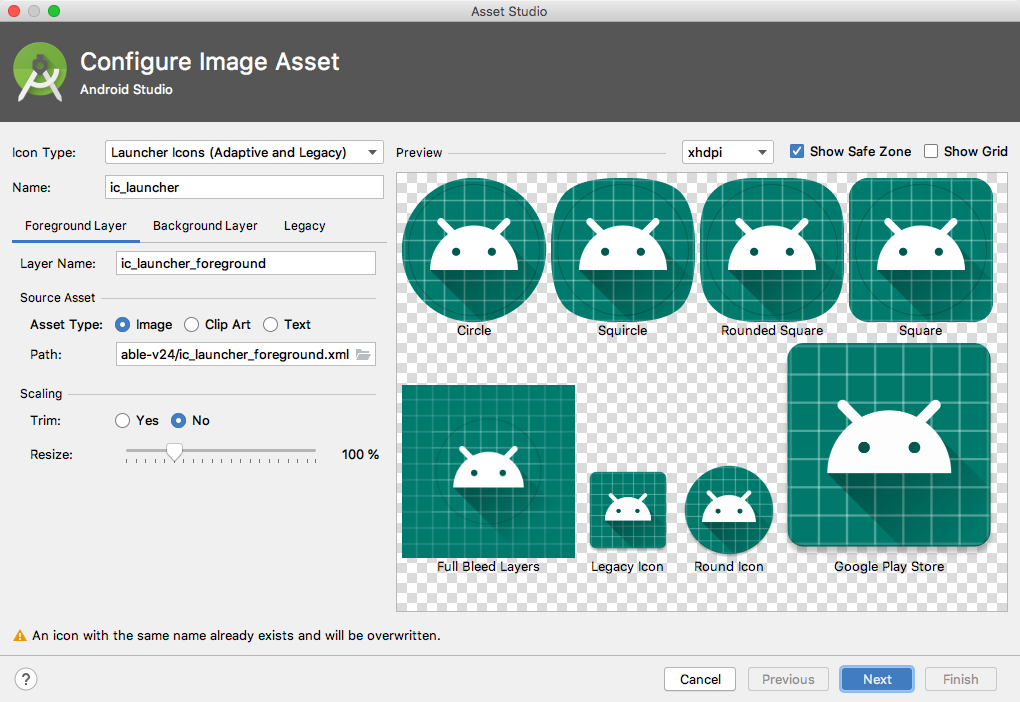 Asset Studio
Configure Image Asset
Android Studio
Icon Type: Launcher Icons (Adaptive and Legacy)
Name: ic_launcher
Foreground Layer Background Layer Legacy
Layer Name: ic_launcher_foreground
Source Asset
Asset Type: Image Clip Art Text
Path: able-v24/ic_launcher_foreground.xml
Scaling
Trim: Yes No
Resize: 100 %
Preview xhdpi Show Safe Zone Show Grid
Circle Squircle Rounded Square Square
Full Bleed Layers Legacy Icon Round Icon Google Play Store
An icon with the same name already exists and will be overwritten.
? Cancel Previous Next Finish